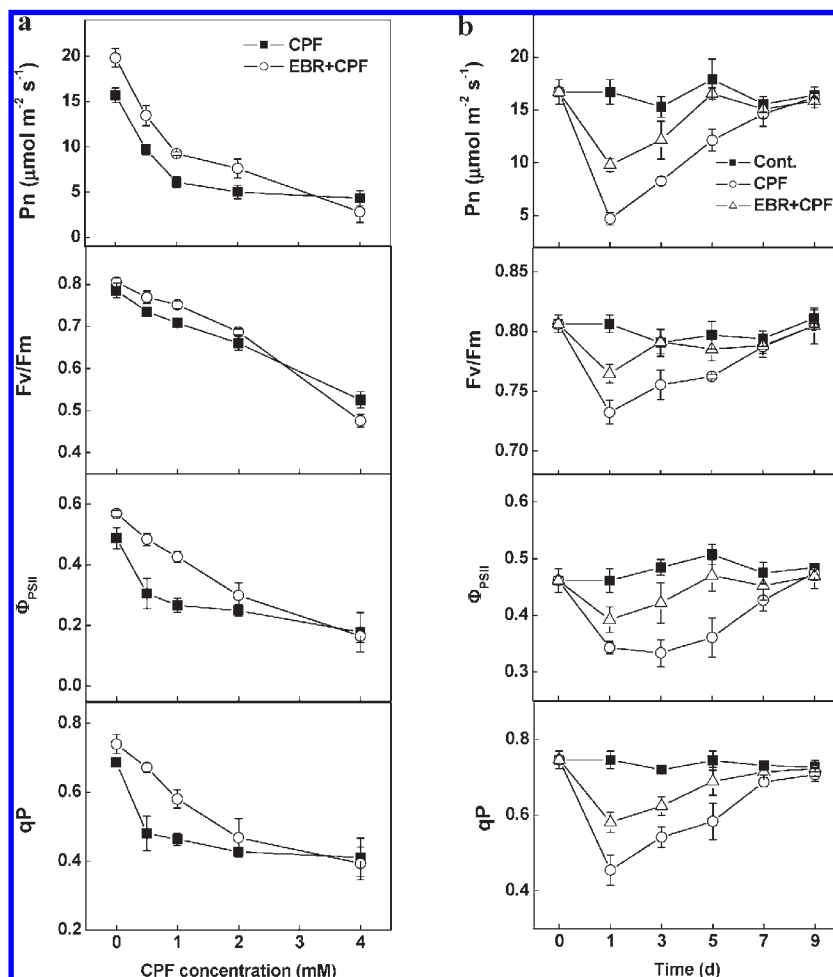 a
CPF
EBR+CPF
Pn (μmol m⁻² s⁻¹)
20
15
10
5
0
Fv/Fm
0.8
0.7
0.6
0.5
0.4
Φ_PSII
0.6
0.4
0.2
0.0
qP
0.8
0.6
0.4
0.2
0 1 2 3 4
CPF concentration (mM)
b
Pn (μmol m⁻² s⁻¹)
20
15
10
5
Cont.
CPF
EBR+CPF
Fv/Fm
0.85
0.80
0.75
0.70
Φ_PSII
0.6
0.5
0.4
0.3
qP
0.8
0.6
0.4
0 1 3 5 7 9
Time (d)